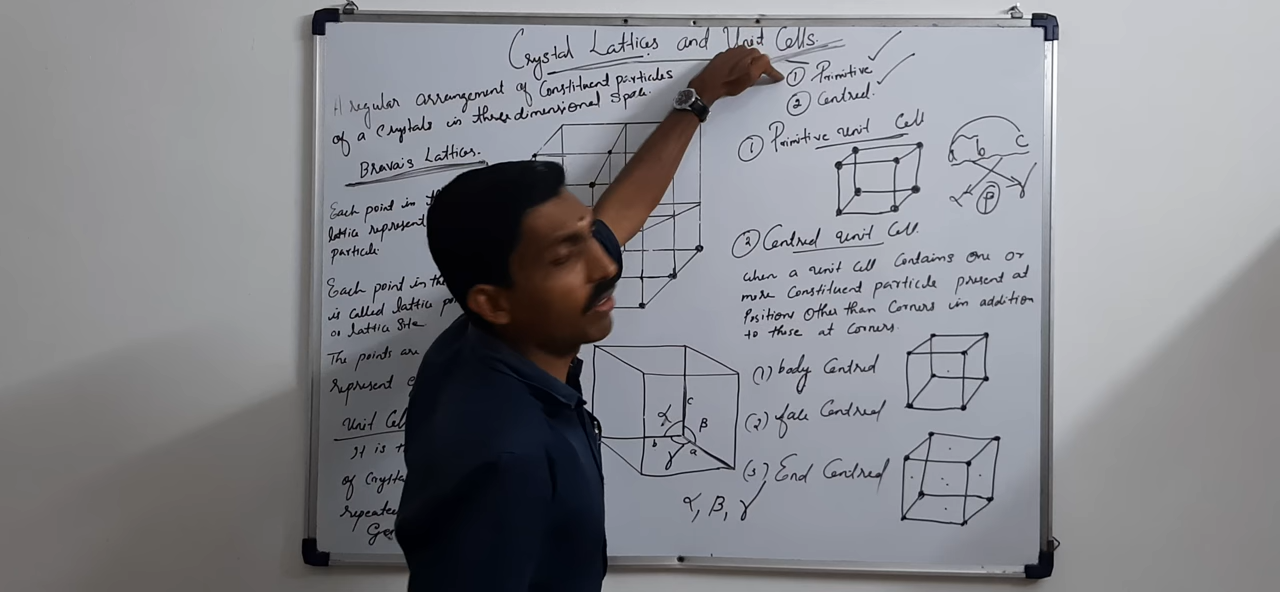 Crystal Lattices and Unit Cells.
A regular arrangement of Constituent particles
of a Crystals in three dimensional Space.
Bravais Lattices.
Each point in
lattice represent
particle.
Each point in the
is called lattice
or lattice Site
The points are
represent
Unit Cell
It is
of Crystal
repeated
① Primitive
② Centred.
① Primitive unit Cell
a b c
α γ
β
② Centred unit Cell.
when a unit cell contains one or
more Constituent particle present at
Positions Other than Corners in addition
to those at Corners.
(1) body Centred
(2) face Centred
(3) End Centred
c
α β
b a
γ
α, β, γ